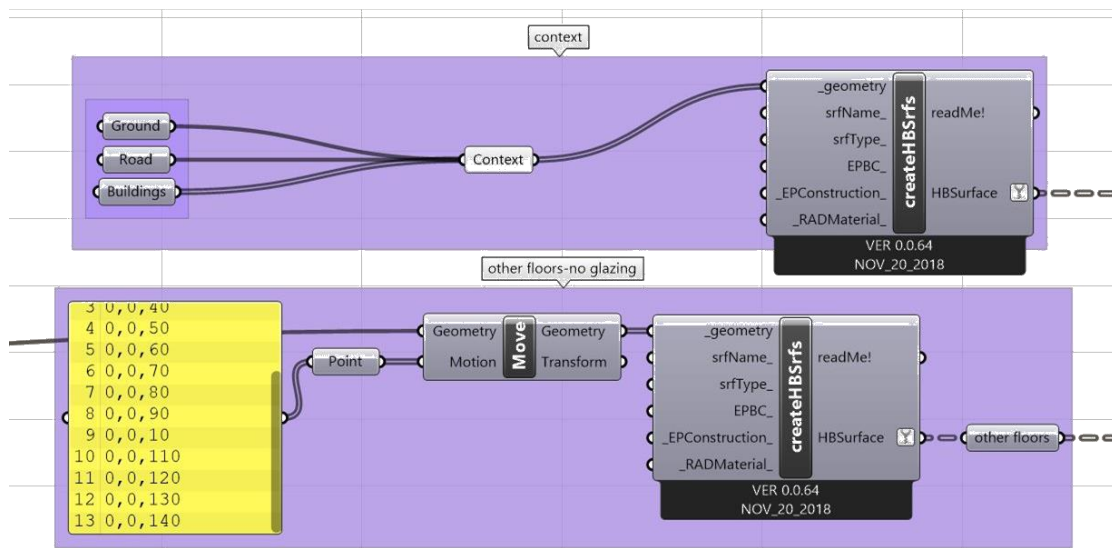 context
Ground
Road
Buildings
Context
_geometry
srfName_
srfType_
EPBC_
_EPConstruction_
_RADMaterial_
createHBSrfs
readMe!
HBSurface
VER 0.0.64
NOV_20_2018
other floors-no glazing
3 0,0,40
4 0,0,50
5 0,0,60
6 0,0,70
7 0,0,80
8 0,0,90
9 0,0,10
10 0,0,110
11 0,0,120
12 0,0,130
13 0,0,140
Point
Geometry
Motion
Move
Geometry
Transform
_geometry
srfName_
srfType_
EPBC_
_EPConstruction_
_RADMaterial_
createHBSrfs
readMe!
HBSurface
VER 0.0.64
NOV_20_2018
other floors